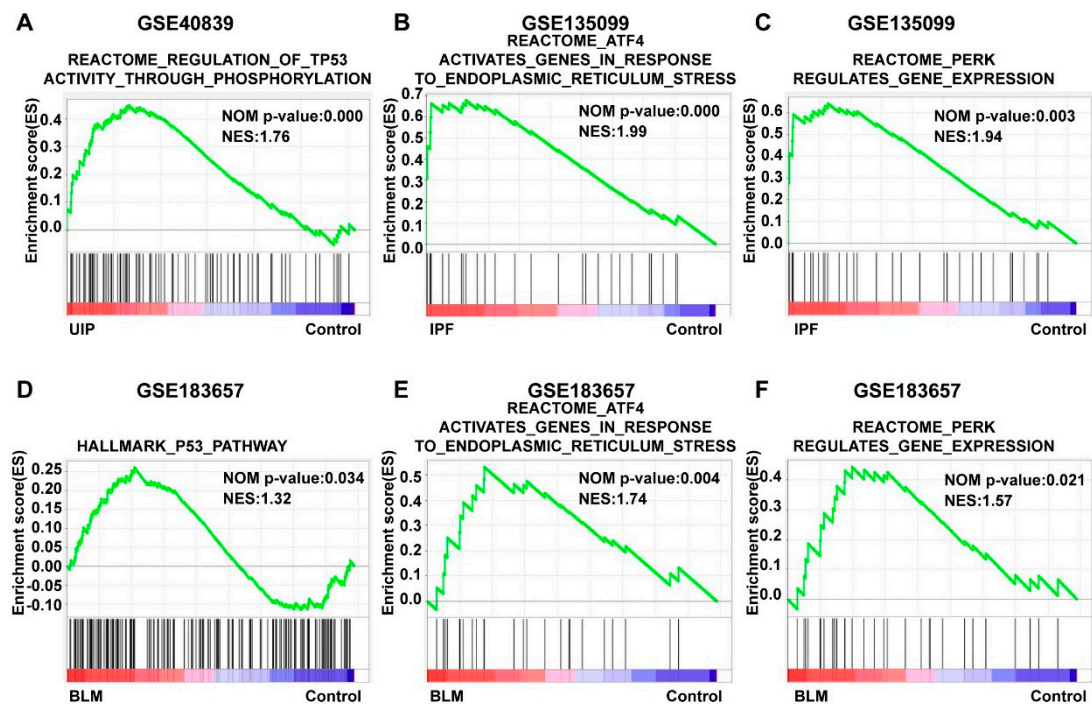 A
GSE40839
REACTOME_REGULATION_OF_TP53
ACTIVITY_THROUGH_PHOSPHORYLATION
Enrichment score(ES)
0.4
0.3
0.2
0.1
0.0
NOM p-value:0.000
NES:1.76
UIP
Control
B
GSE135099
REACTOME_ATF4
ACTIVATES_GENES_IN_RESPONSE
TO_ENDOPLASMIC_RETICULUM_STRESS
Enrichment score(ES)
0.7
0.6
0.5
0.4
0.3
0.2
0.1
0.0
NOM p-value:0.000
NES:1.99
IPF
Control
C
GSE135099
REACTOME_PERK
REGULATES_GENE_EXPRESSION
Enrichment score(ES)
0.6
0.5
0.4
0.3
0.2
0.1
0.0
NOM p-value:0.003
NES:1.94
IPF
Control
D
GSE183657
HALLMARK_P53_PATHWAY
Enrichment score(ES)
0.25
0.20
0.15
0.10
0.05
0.00
-0.05
-0.10
NOM p-value:0.034
NES:1.32
BLM
Control
E
GSE183657
REACTOME_ATF4
ACTIVATES_GENES_IN_RESPONSE
TO_ENDOPLASMIC_RETICULUM_STRESS
Enrichment score(ES)
0.5
0.4
0.3
0.2
0.1
0.0
NOM p-value:0.004
NES:1.74
BLM
Control
F
GSE183657
REACTOME_PERK
REGULATES_GENE_EXPRESSION
Enrichment score(ES)
0.4
0.3
0.2
0.1
0.0
NOM p-value:0.021
NES:1.57
BLM
Control